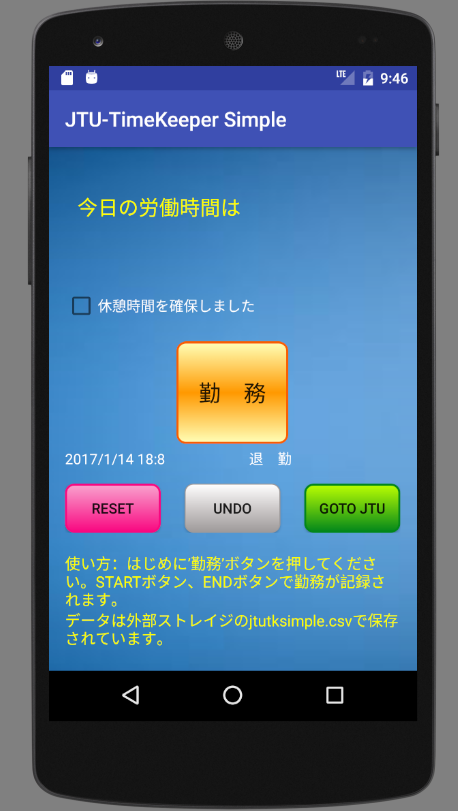 LTE 9:46
JTU-TimeKeeper Simple
今日の労働時間は
休憩時間を確保しました
勤 務
2017/1/14 18:8 退 勤
RESET UNDO GOTO JTU
使い方: はじめに‘勤務’ボタンを押してくださ
い。STARTボタン、ENDボタンで勤務が記録さ
れます。
データは外部ストレイジのjtutksimple.csvで保存
されています。